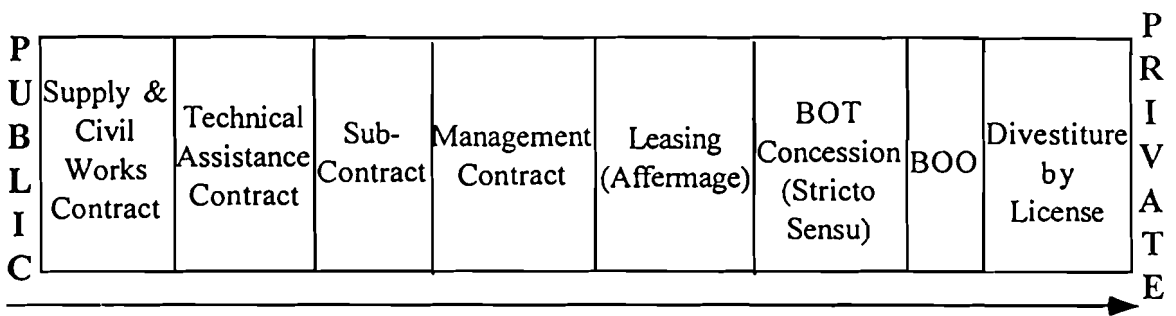 PUBLIC
Supply &
Civil
Works
Contract
Technical
Assistance
Contract
Sub-
Contract
Management
Contract
Leasing
(Affermage)
BOT
Concession
(Stricto
Sensu)
BOO
Divestiture
by
License
PRIVATE